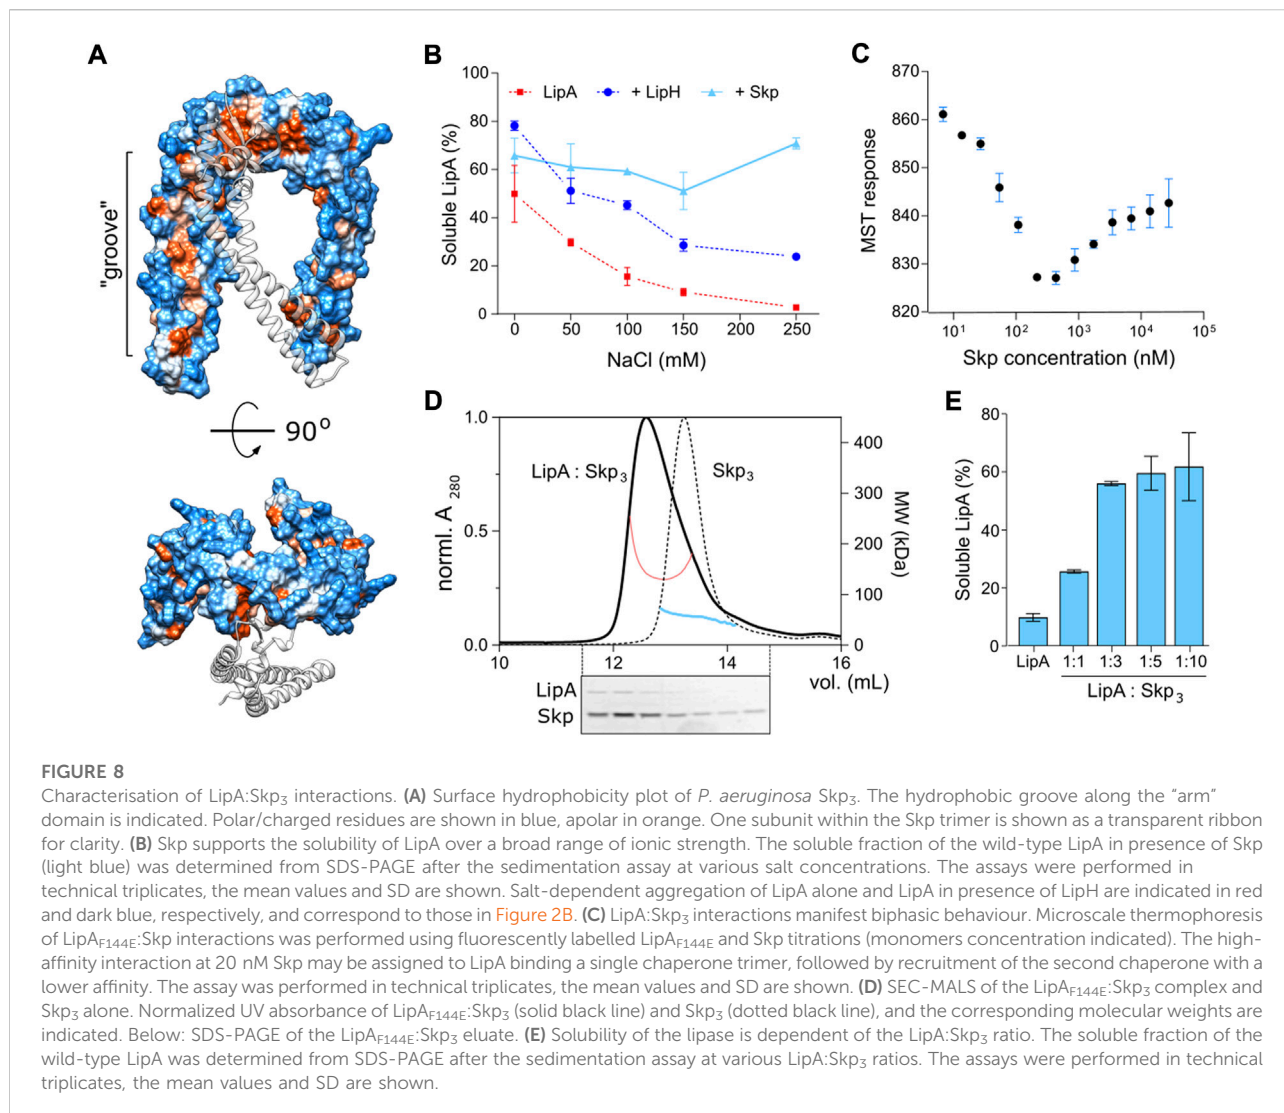 A
"groove"
90°
B
100
80
60
40
20
0
Soluble LipA (%)
LipA
+ LipH
+ Skp
0
50
100
150
200
250
NaCl (mM)
C
870
860
850
840
830
820
MST response
10¹
10²
10³
10⁴
10⁵
Skp concentration (nM)
D
1.0
0.5
0.0
norml. A 280
LipA : Skp₃
Skp₃
400
300
200
100
0
MW (kDa)
10
12
14
16
vol. (mL)
LipA
Skp
E
80
60
40
20
0
Soluble LipA (%)
LipA
1:1
1:3
1:5
1:10
LipA : Skp₃
FIGURE 8
Characterisation of LipA:Skp₃ interactions. (A) Surface hydrophobicity plot of P. aeruginosa Skp₃. The hydrophobic groove along the “arm”
domain is indicated. Polar/charged residues are shown in blue, apolar in orange. One subunit within the Skp trimer is shown as a transparent ribbon
for clarity. (B) Skp supports the solubility of LipA over a broad range of ionic strength. The soluble fraction of the wild-type LipA in presence of Skp
(light blue) was determined from SDS-PAGE after the sedimentation assay at various salt concentrations. The assays were performed in
technical triplicates, the mean values and SD are shown. Salt-dependent aggregation of LipA alone and LipA in presence of LipH are indicated in red
and dark blue, respectively, and correspond to those in Figure 2B. (C) LipA:Skp₃ interactions manifest biphasic behaviour. Microscale thermophoresis
of LipA_F144E:Skp interactions was performed using fluorescently labelled LipA_F144E and Skp titrations (monomers concentration indicated). The high-
affinity interaction at 20 nM Skp may be assigned to LipA binding a single chaperone trimer, followed by recruitment of the second chaperone with a
lower affinity. The assay was performed in technical triplicates, the mean values and SD are shown. (D) SEC-MALS of the LipA_F144E:Skp₃ complex and
Skp₃ alone. Normalized UV absorbance of LipA_F144E:Skp₃ (solid black line) and Skp₃ (dotted black line), and the corresponding molecular weights are
indicated. Below: SDS-PAGE of the LipA_F144E:Skp₃ eluate. (E) Solubility of the lipase is dependent of the LipA:Skp₃ ratio. The soluble fraction of the
wild-type LipA was determined from SDS-PAGE after the sedimentation assay at various LipA:Skp₃ ratios. The assays were performed in technical
triplicates, the mean values and SD are shown.